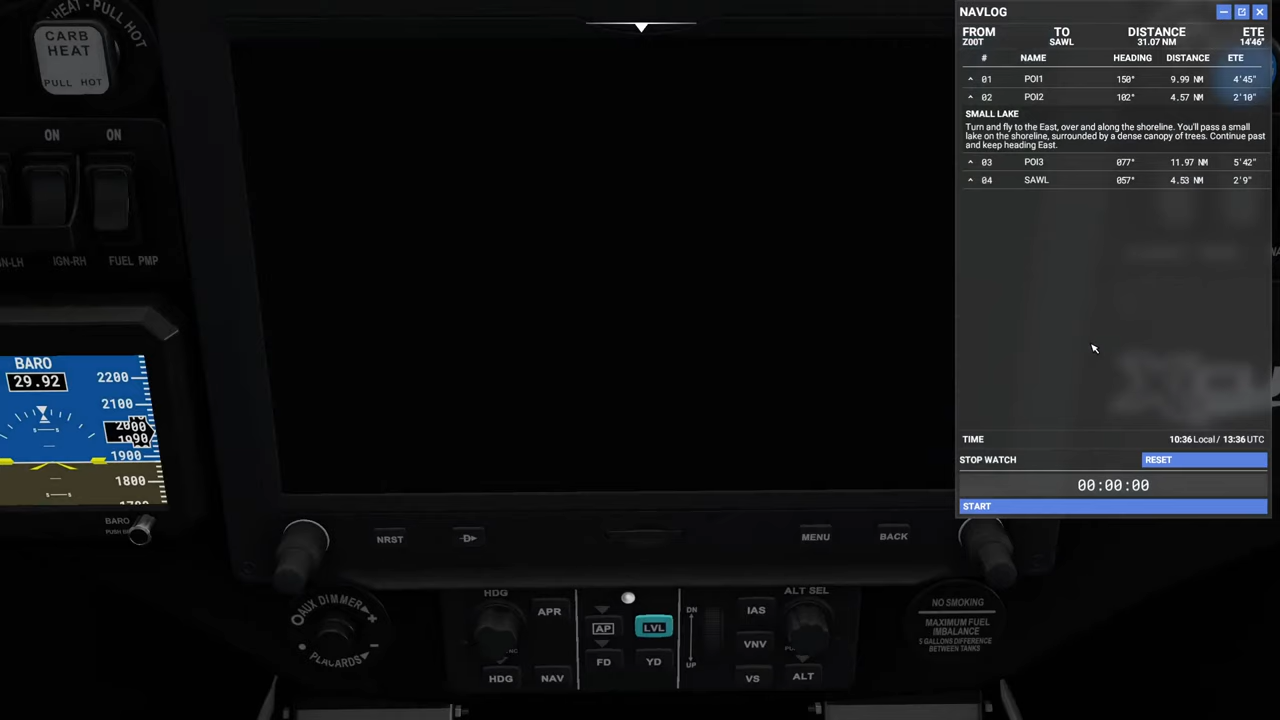 HEAT - PULL HOT
CARB
HEAT
PULL HOT
ON
ON
IGN-RH
FUEL PMP
BARO
29.92
2200
2100
1900
1800
BARO
NRST
D
MENU
BACK
AUX DIMMER
PLACARDS
HDG
APR
HDG
NAV
AP
LVL
FD
YD
DN
UP
IAS
VNV
VS
ALT SEL
ALT
NO SMOKING
MAXIMUM FUEL
IMBALANCE
5 GALLONS DIFFERENCE
BETWEEN TANKS
NAVLOG
FROM TO DISTANCE ETE
Z00T SAWL 31.07 NM 14'46"
# NAME HEADING DISTANCE ETE
01 POI1 150° 9.99 NM 4'45"
02 POI2 102° 4.57 NM 2'10"
SMALL LAKE
Turn and fly to the East, over and along the shoreline. You'll pass a small
lake on the shoreline, surrounded by a dense canopy of trees. Continue past
and keep heading East.
03 POI3 077° 11.97 NM 5'42"
04 SAWL 057° 4.53 NM 2'9"
TIME 10:36 Local / 13:36 UTC
STOP WATCH RESET
00:00:00
START